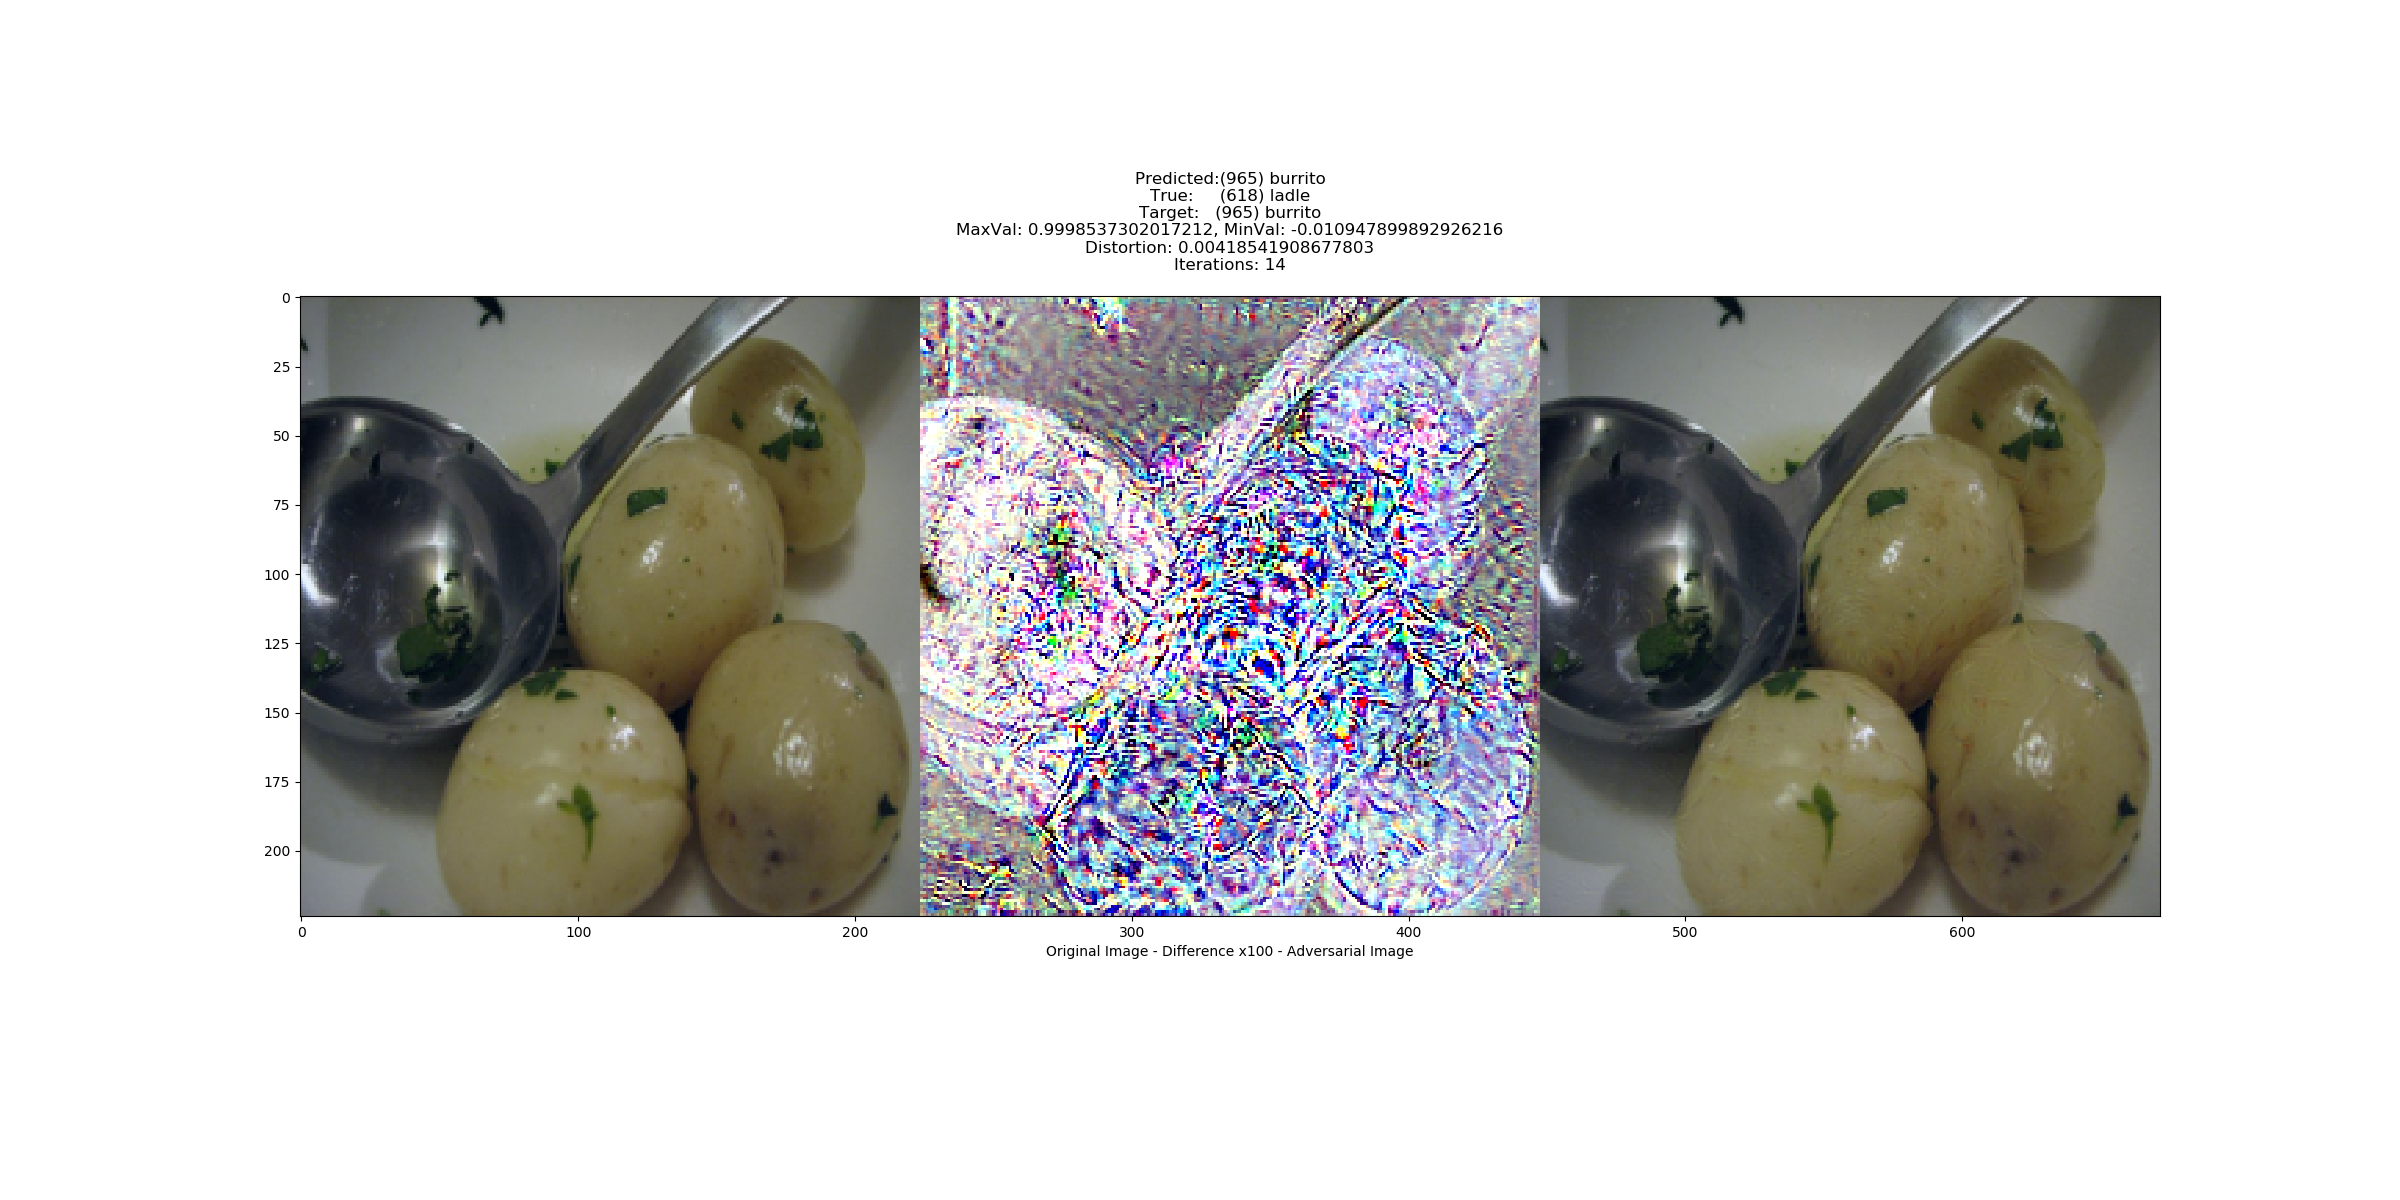 Predicted:(965) burrito
True: (618) ladle
Target: (965) burrito
MaxVal: 0.9998537302017212, MinVal: -0.010947899892926216
Distortion: 0.00418541908677803
Iterations: 14
0
25
50
75
100
125
150
175
200
0 100 200 300 400 500 600
Original Image - Difference x100 - Adversarial Image